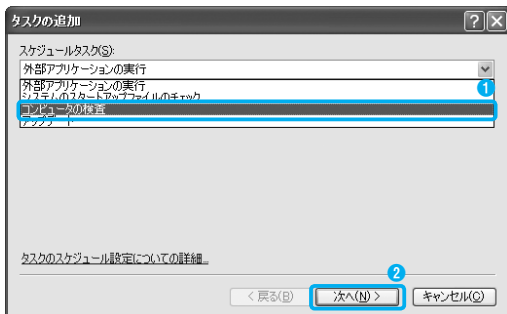 タスクの追加
スケジュールタスク(S):
外部アプリケーションの実行
外部アプリケーションの実行
システムのスタートアップファイルのチェック
1
コンピュータの検査
アップデート
タスクのスケジュール設定についての詳細...
2
< 戻る(B) 次へ(N) > キャンセル(C)